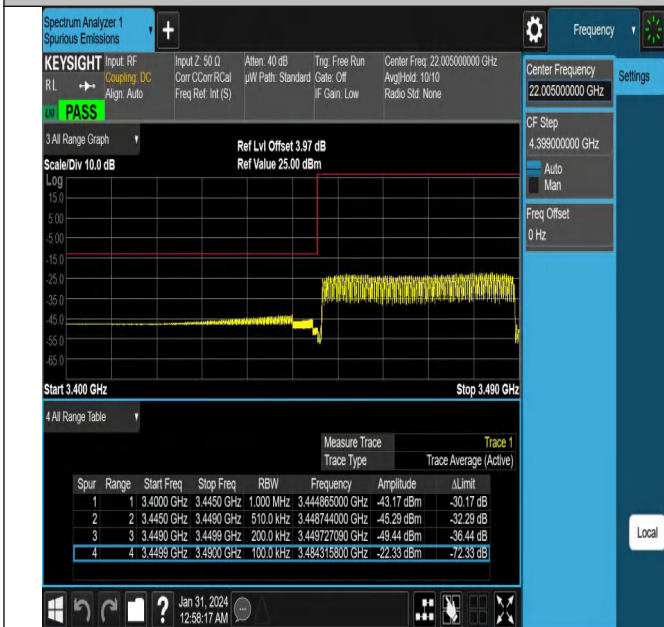 Spectrum Analyzer 1
Spurious Emissions
+
Frequency
KEYSIGHT
RL
PASS
Input: RF
Coupling: DC
Align: Auto
Input Z: 50 Ω
Corr CCorr RCal
Freq Ref: Int (S)
Atten: 40 dB
µW Path: Standard
Trig: Free Run
Gate: Off
IF Gain: Low
Center Freq: 22.005000000 GHz
Avg|Hold: 10/10
Radio Std: None
Center Frequency
22.005000000 GHz
Settings
CF Step
4.399000000 GHz
Auto
Man
Freq Offset
0 Hz
Local
3 All Range Graph
Scale/Div 10.0 dB
Ref Lvl Offset 3.97 dB
Ref Value 25.00 dBm
Log
15.0
5.00
-5.00
-15.0
-25.0
-35.0
-45.0
-55.0
-65.0
Start 3.400 GHz
Stop 3.490 GHz
4 All Range Table
Measure Trace Trace 1
Trace Type Trace Average (Active)
Spur Range Start Freq Stop Freq RBW Frequency Amplitude ΔLimit
1 1 3.4000 GHz 3.4450 GHz 1.000 MHz 3.444865000 GHz -43.17 dBm -30.17 dB
2 2 3.4450 GHz 3.4490 GHz 510.0 kHz 3.448744000 GHz -45.29 dBm -32.29 dB
3 3 3.4490 GHz 3.4499 GHz 200.0 kHz 3.449727090 GHz -49.44 dBm -36.44 dB
4 4 3.4499 GHz 3.4900 GHz 100.0 kHz 3.484315800 GHz -22.33 dBm -72.33 dB
?
Jan 31, 2024
12:58:17 AM